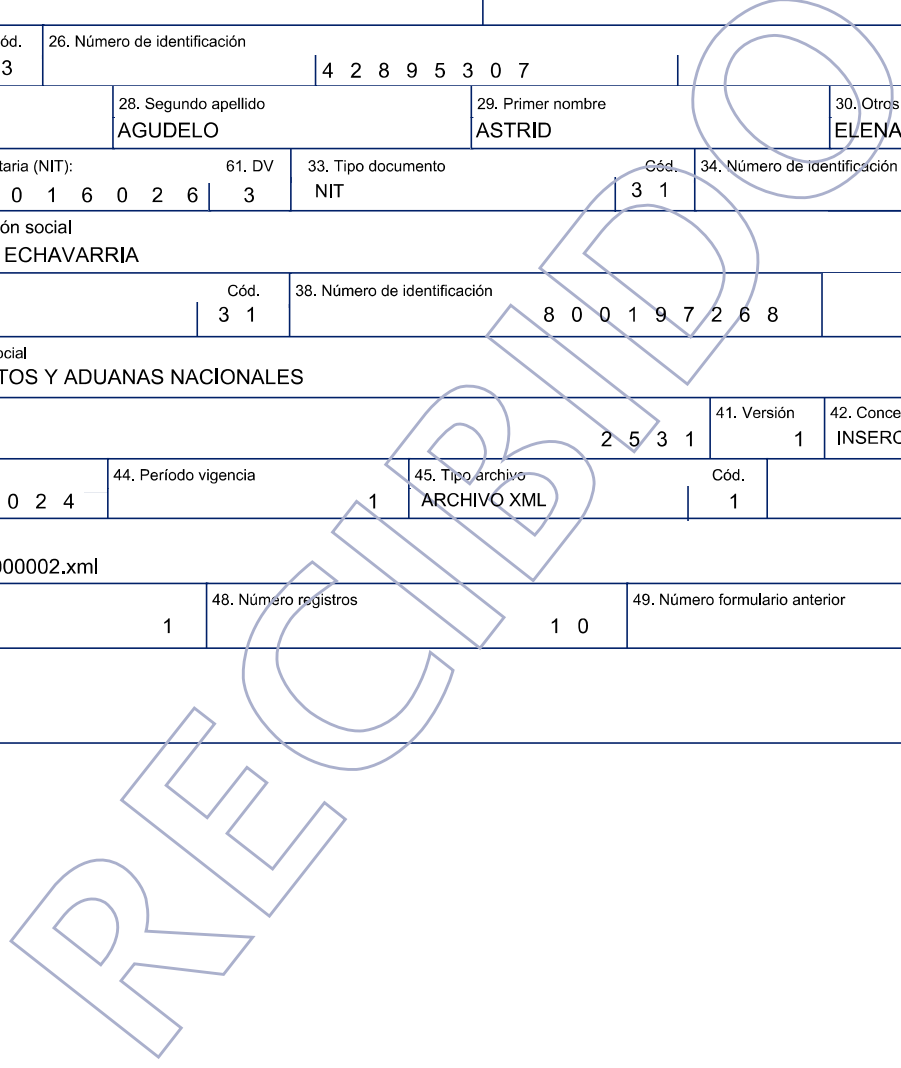 ód. 26. Número de identificación
3 4 2 8 9 5 3 0 7
28. Segundo apellido 29. Primer nombre 30. Otros
AGUDELO ASTRID ELENA
taria (NIT): 61. DV 33. Tipo documento Cód. 34. Número de identificación
0 1 6 0 2 6 3 NIT 3 1
ón social
ECHAVARRIA
Cód. 38. Número de identificación
3 1 8 0 0 1 9 7 2 6 8
ocial
TOS Y ADUANAS NACIONALES
41. Versión 42. Conce
2 5 3 1 1 INSERC
44. Período vigencia 45. Tipo archivo Cód.
0 2 4 1 ARCHIVO XML 1
000002.xml
48. Número registros 49. Número formulario anterior
1 1 0
RECIBIDO